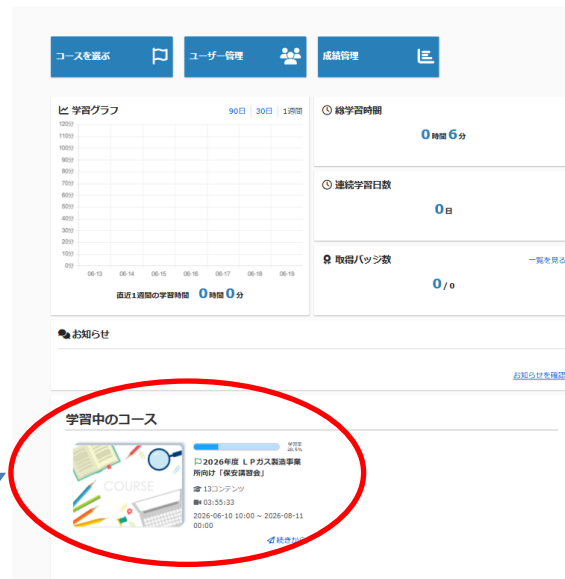 コースを選ぶ
ユーザー管理
成績管理
学習グラフ
90日 | 30日 | 1週間
120分
110分
100分
90分
80分
70分
60分
50分
40分
30分
20分
10分
0分
06-13 06-14 06-15 06-16 06-17 06-18 06-19
直近1週間の学習時間 0時間0分
総学習時間
0時間6分
連続学習日数
0日
取得バッジ数
一覧を見る
0/0
お知らせ
お知らせを確認
学習中のコース
COURSE
学習率
28.5%
2026年度 ＬＰガス製造事業
所向け「保安講習会」
13コンテンツ
03:55:33
2026-06-10 10:00 ~ 2026-08-11
00:00
続きから